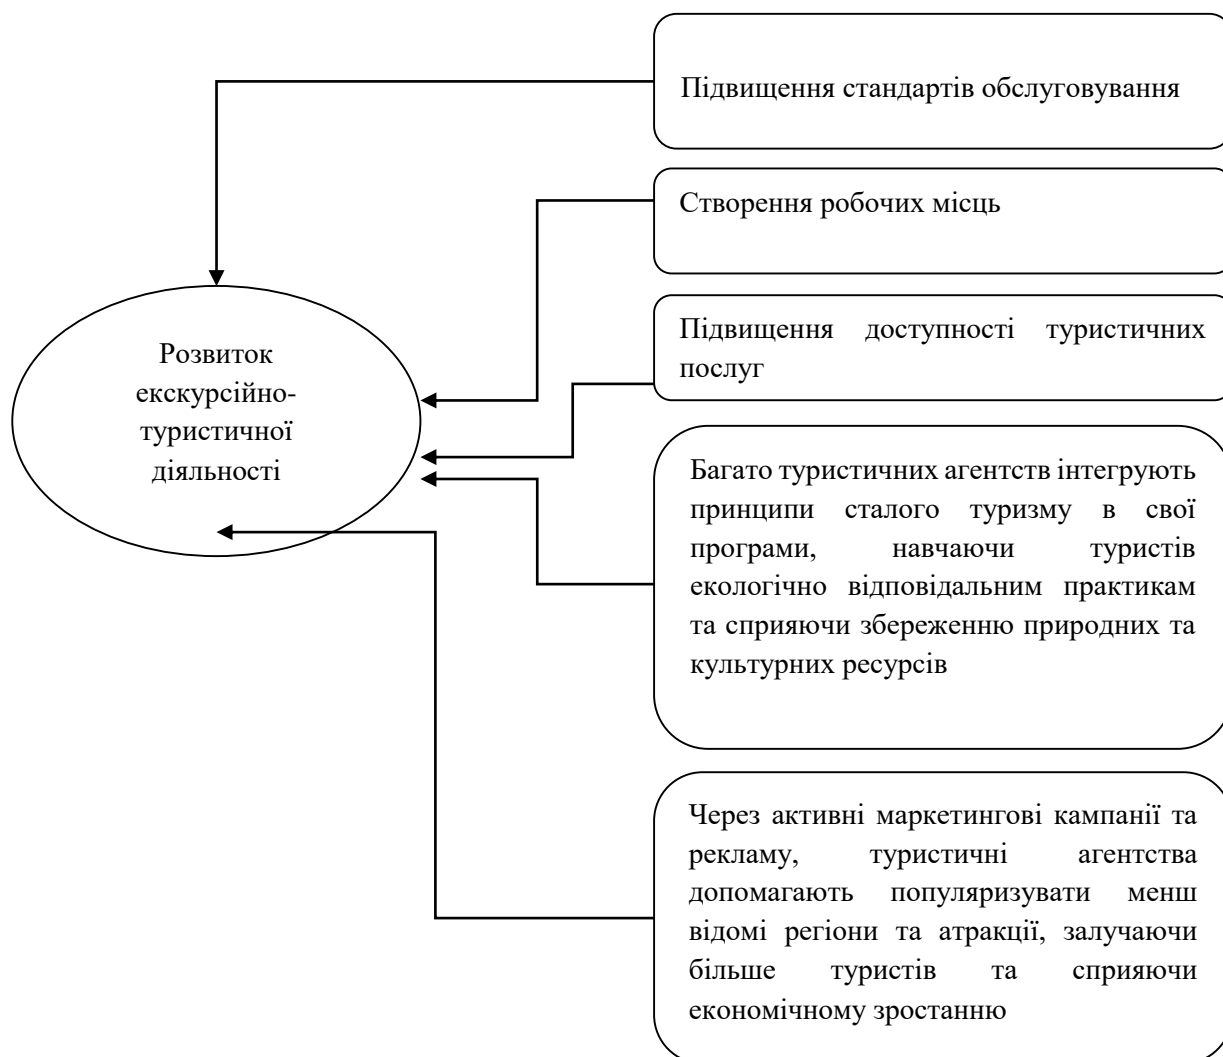 Підвищення стандартів обслуговування
Створення робочих місць
Підвищення доступності туристичних
послуг
Розвиток
екскурсійно-
туристичної
діяльності
Багато туристичних агентств інтегрують
принципи сталого туризму в свої
програми, навчаючи туристів
екологічно відповідальним практикам
та сприяючи збереженню природних та
культурних ресурсів
Через активні маркетингові кампанії та
рекламу, туристичні агентства
допомагають популяризувати менш
відомі регіони та атракції, залучаючи
більше туристів та сприяючи
економічному зростанню